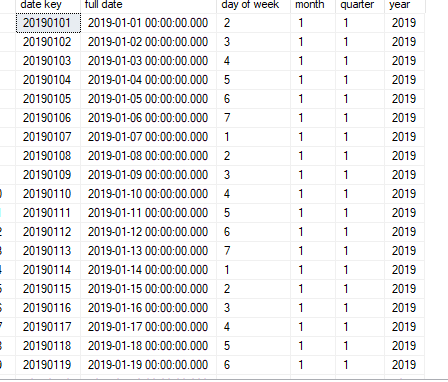 date key full date day of week month quarter year
20190101 2019-01-01 00:00:00.000 2 1 1 2019
20190102 2019-01-02 00:00:00.000 3 1 1 2019
20190103 2019-01-03 00:00:00.000 4 1 1 2019
20190104 2019-01-04 00:00:00.000 5 1 1 2019
20190105 2019-01-05 00:00:00.000 6 1 1 2019
20190106 2019-01-06 00:00:00.000 7 1 1 2019
20190107 2019-01-07 00:00:00.000 1 1 1 2019
20190108 2019-01-08 00:00:00.000 2 1 1 2019
20190109 2019-01-09 00:00:00.000 3 1 1 2019
20190110 2019-01-10 00:00:00.000 4 1 1 2019
20190111 2019-01-11 00:00:00.000 5 1 1 2019
20190112 2019-01-12 00:00:00.000 6 1 1 2019
20190113 2019-01-13 00:00:00.000 7 1 1 2019
20190114 2019-01-14 00:00:00.000 1 1 1 2019
20190115 2019-01-15 00:00:00.000 2 1 1 2019
20190116 2019-01-16 00:00:00.000 3 1 1 2019
20190117 2019-01-17 00:00:00.000 4 1 1 2019
20190118 2019-01-18 00:00:00.000 5 1 1 2019
20190119 2019-01-19 00:00:00.000 6 1 1 2019